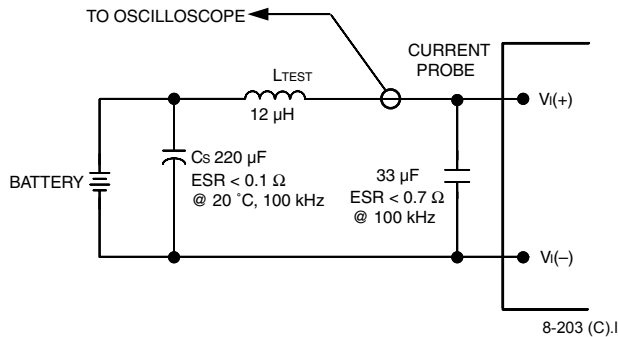 TO OSCILLOSCOPE
CURRENT
PROBE
LTEST
12 µH
VI(+)
CS 220 µF
ESR < 0.1 Ω
@ 20 ˚C, 100 kHz
BATTERY
33 µF
ESR < 0.7 Ω
@ 100 kHz
VI(–)
8-203 (C).l